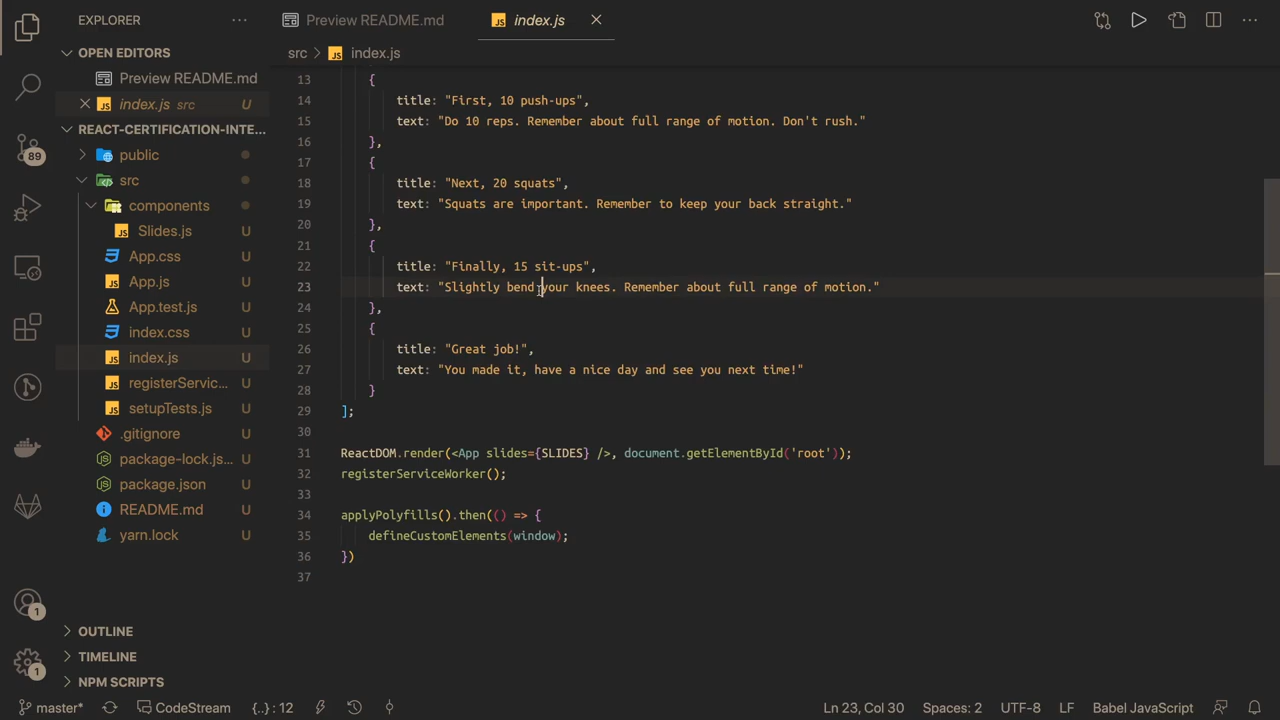 EXPLORER
Preview README.md
index.js
OPEN EDITORS
Preview README.md
index.js src U
REACT-CERTIFICATION-INTE...
public
src
components
Slides.js U
App.css U
App.js U
App.test.js U
index.css U
index.js U
registerServic... U
setupTests.js U
.gitignore U
package-lock.js... U
package.json U
README.md U
yarn.lock U
OUTLINE
TIMELINE
NPM SCRIPTS
89
1
1
src > index.js
13 {
14 title: "First, 10 push-ups",
15 text: "Do 10 reps. Remember about full range of motion. Don't rush."
16 },
17 {
18 title: "Next, 20 squats",
19 text: "Squats are important. Remember to keep your back straight."
20 },
21 {
22 title: "Finally, 15 sit-ups",
23 text: "Slightly bend your knees. Remember about full range of motion."
24 },
25 {
26 title: "Great job!",
27 text: "You made it, have a nice day and see you next time!"
28 }
29 ];
30
31 ReactDOM.render(<App slides={SLIDES} />, document.getElementById('root'));
32 registerServiceWorker();
33
34 applyPolyfills().then(() => {
35 defineCustomElements(window);
36 })
37
master* CodeStream {..} : 12
Ln 23, Col 30 Spaces: 2 UTF-8 LF Babel JavaScript